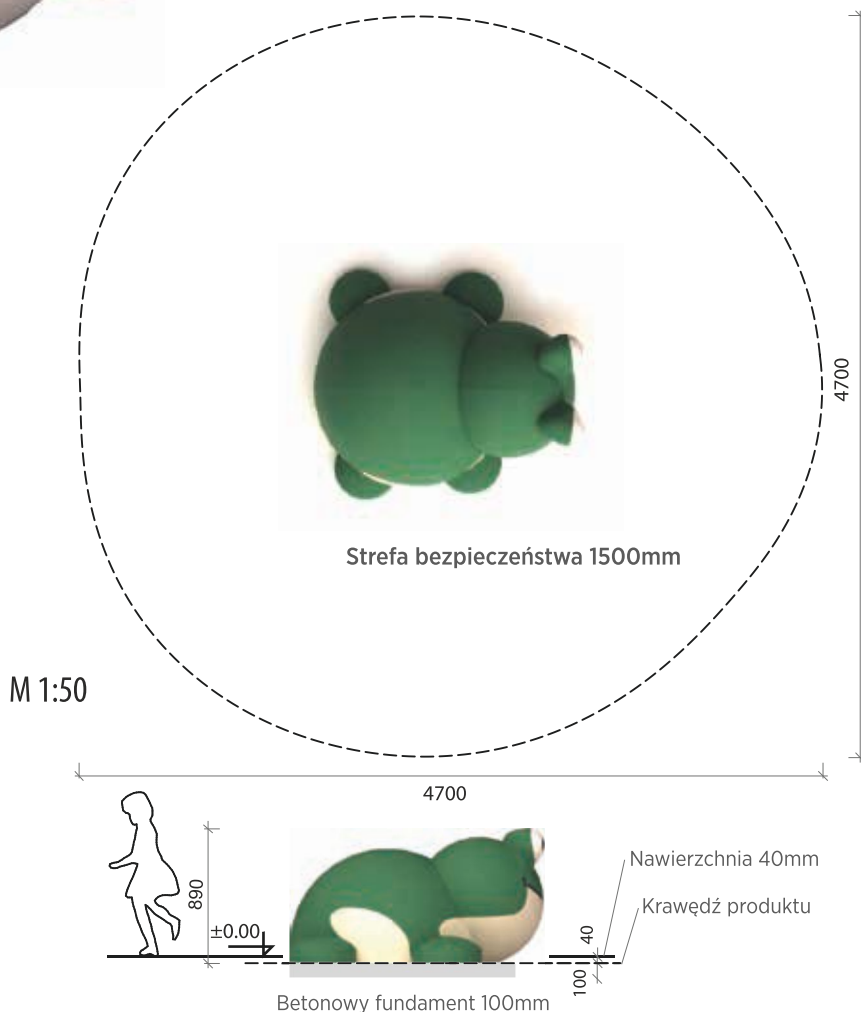 4700
Strefa bezpieczeństwa 1500mm
M 1:50
4700
890
±0.00
Nawierzchnia 40mm
Krawędź produktu
40
100
Betonowy fundament 100mm